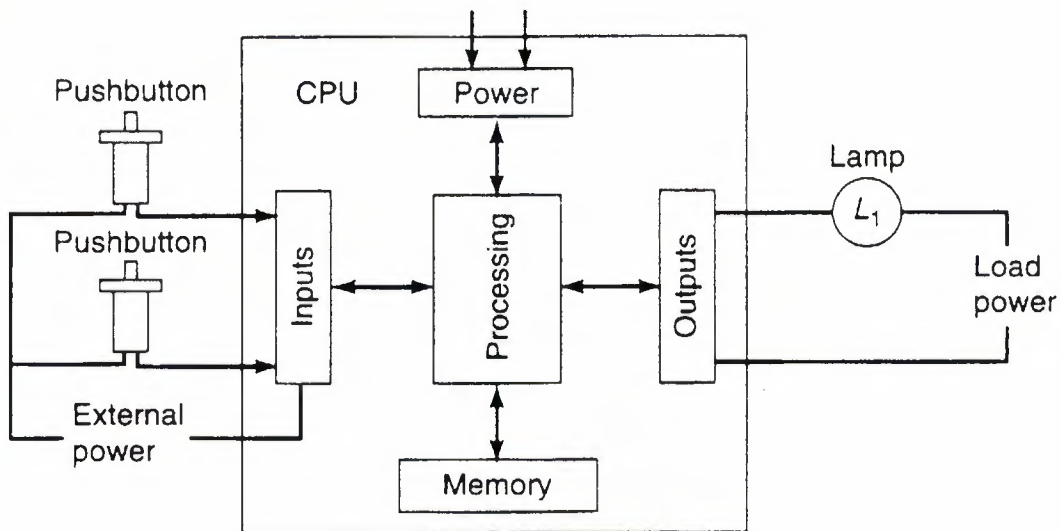 Pushbutton
CPU
Power
Lamp
L1
Pushbutton
Inputs
Processing
Outputs
Load
power
External
power
Memory